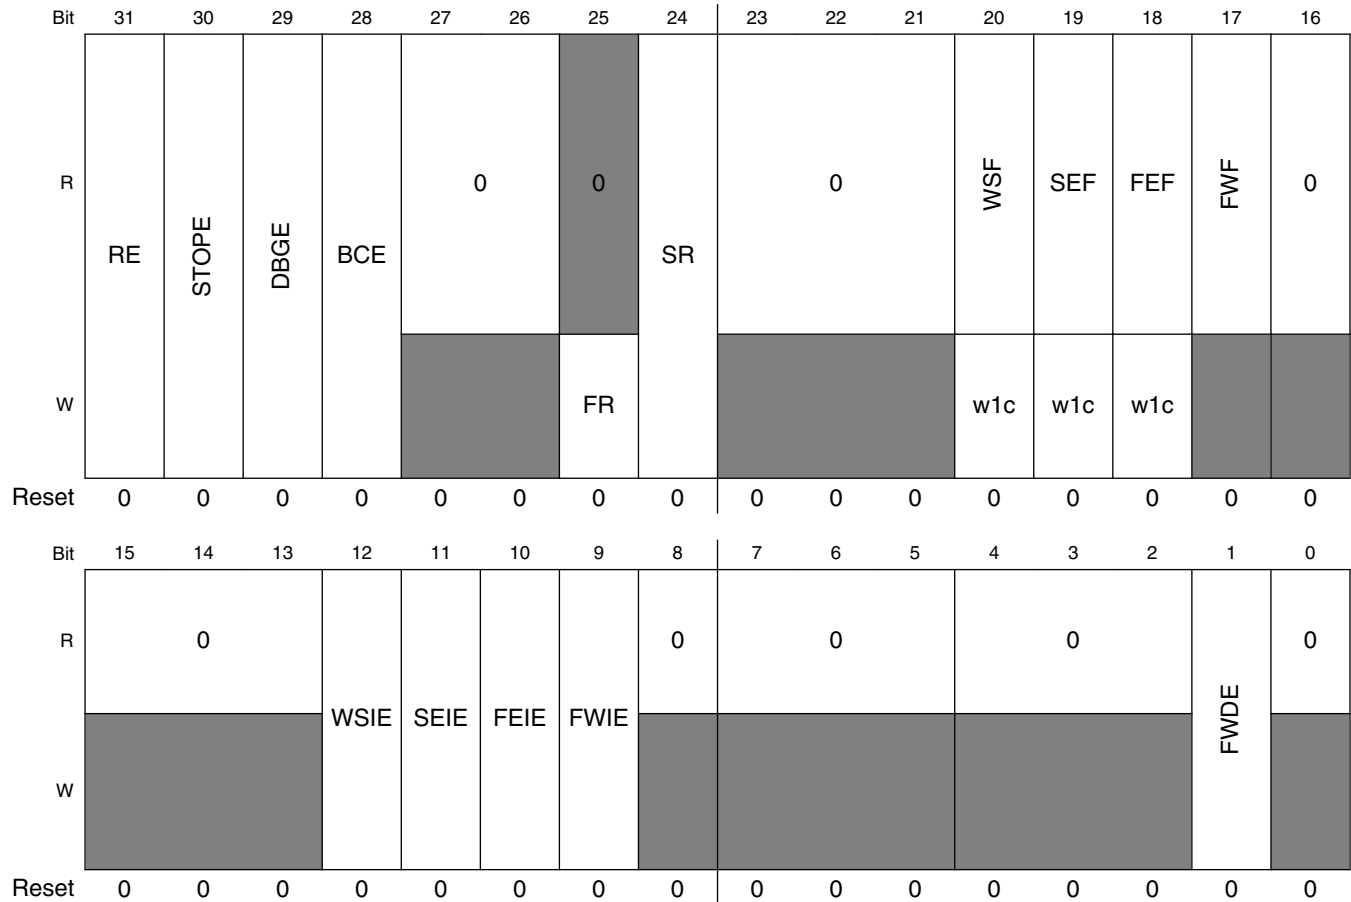 Bit 31 30 29 28 27 26 25 24 23 22 21 20 19 18 17 16
R RE STOPE DBGE BCE 0 0 SR 0 WSF SEF FEF FWF 0
W FR w1c w1c w1c
Reset 0 0 0 0 0 0 0 0 0 0 0 0 0 0 0 0
Bit 15 14 13 12 11 10 9 8 7 6 5 4 3 2 1 0
R 0 WSIE SEIE FEIE FWIE 0 0 0 FWDE 0
W
Reset 0 0 0 0 0 0 0 0 0 0 0 0 0 0 0 0